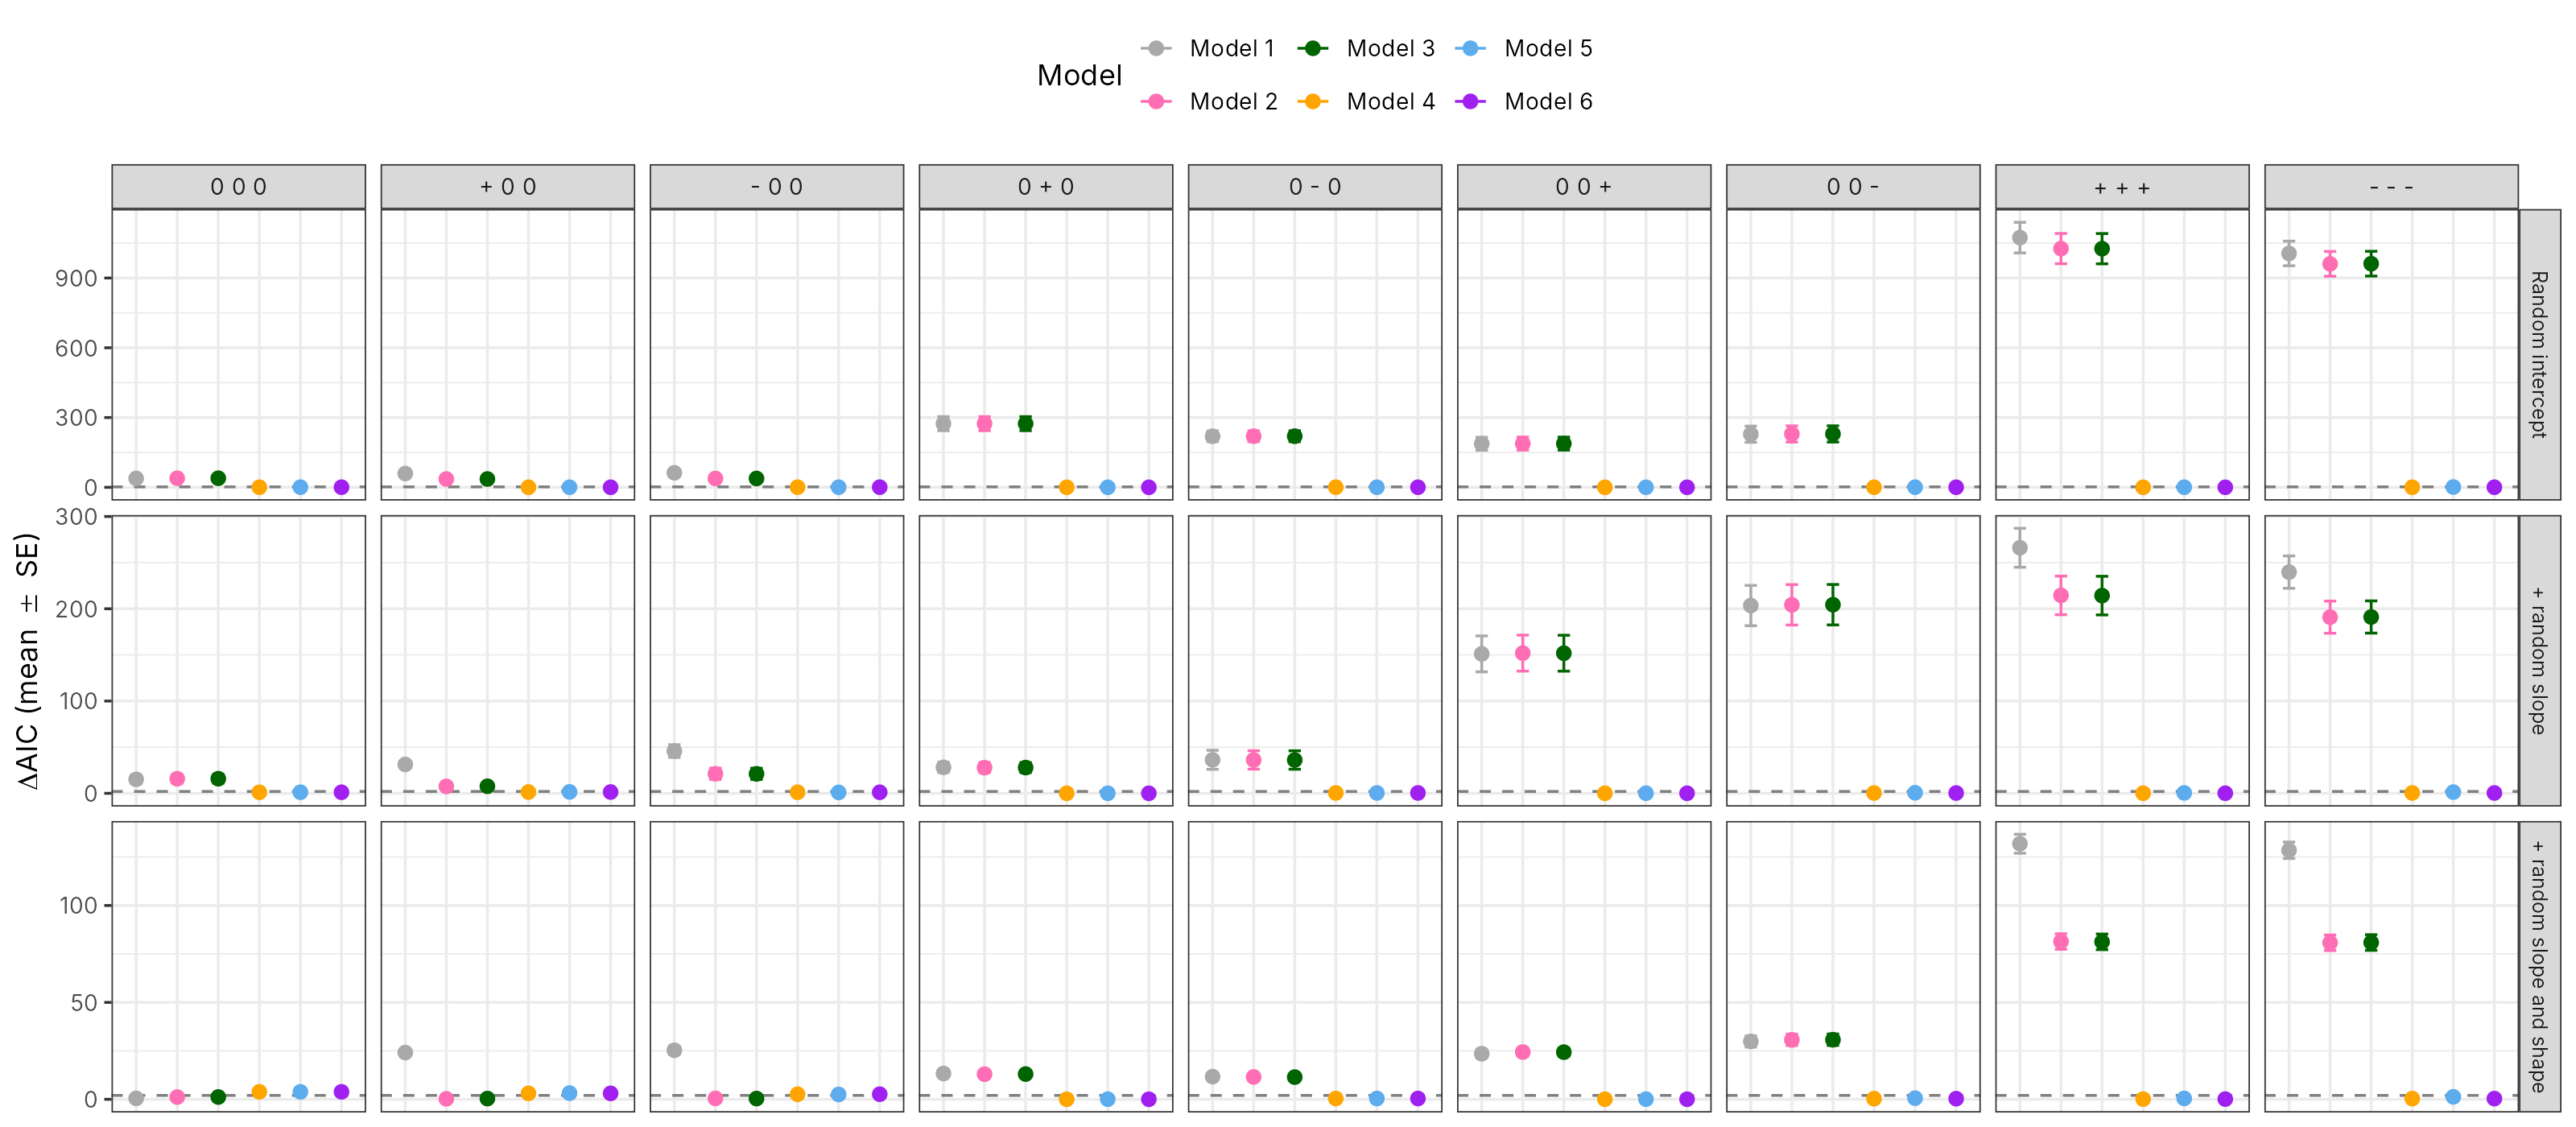 Model
Model 1 Model 3 Model 5
Model 2 Model 4 Model 6
0 0 0 + 0 0 - 0 0 0 + 0 0 - 0 0 0 + 0 0 - + + + - - -
900
600
300
0
Random intercept
300
200
100
0
+ random slope
100
50
0
+ random slope and shape
ΔAIC (mean ± SE)